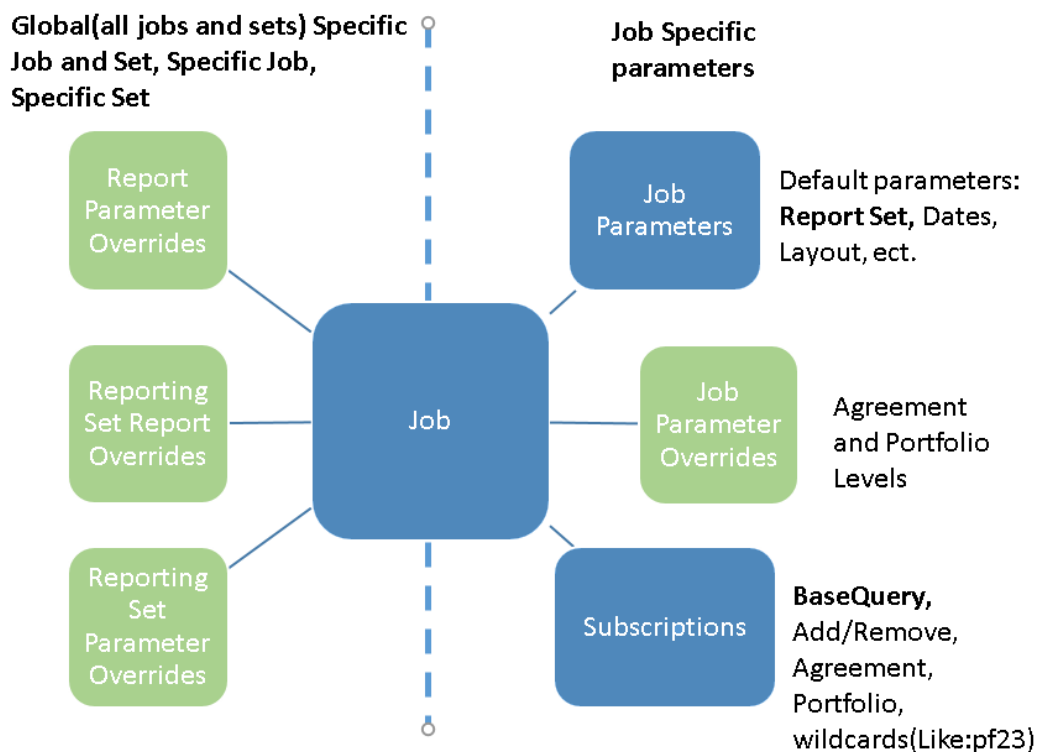 Global(all jobs and sets) Specific
Job and Set, Specific Job,
Specific Set
Job Specific
parameters
Report
Parameter
Overrides
Job
Parameters
Default parameters:
Report Set, Dates,
Layout, ect.
Reporting
Set Report
Overrides
Job
Job
Parameter
Overrides
Agreement
and Portfolio
Levels
Reporting
Set
Parameter
Overrides
Subscriptions
BaseQuery,
Add/Remove,
Agreement,
Portfolio,
wildcards(Like:pf23)